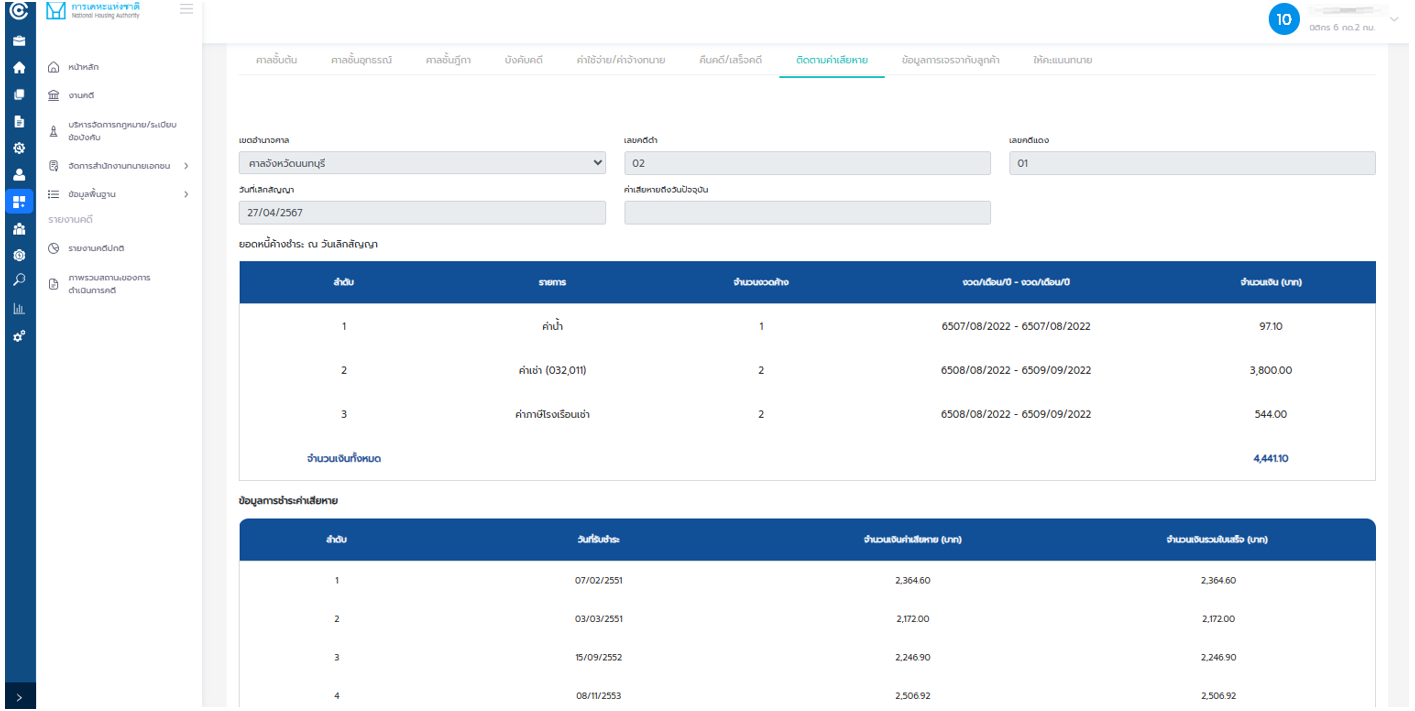 การเคหะแห่งชาติ
National Housing Authority
10
นิติกร 6 กด.2 กบ.
หน้าหลัก
งานคดี
บริหารจัดการกฎหมาย/ระเบียบ
ข้อบังคับ
จัดการสำนักงานทนายเอกชน
ข้อมูลพื้นฐาน
รายงานคดี
รายงานคดีปกติ
ภาพรวมสถานะของการ
ดำเนินการคดี
ศาลชั้นต้น ศาลชั้นอุทธรณ์ ศาลชั้นฎีกา บังคับคดี ค่าใช้จ่าย/ค่าจ้างทนาย คืนคดี/เสร็จคดี ติดตามค่าเสียหาย ข้อมูลการเจรจากับลูกค้า ให้คะแนนทนาย
เขตอำนาจศาล เลขคดีดำ เลขคดีแดง
ศาลจังหวัดนนทบุรี 02 01
วันที่เลิกสัญญา ค่าเสียหายถึงวันปัจจุบัน
27/04/2567
ยอดหนี้ค้างชำระ ณ วันเลิกสัญญา
ลำดับ รายการ จำนวนงวดค้าง งวด/เดือน/ปี - งวด/เดือน/ปี จำนวนเงิน (บาท)
1 ค่าน้ำ 1 6507/08/2022 - 6507/08/2022 97.10
2 ค่าเช่า (032,011) 2 6508/08/2022 - 6509/09/2022 3,800.00
3 ค่าภาษีโรงเรือนเช่า 2 6508/08/2022 - 6509/09/2022 544.00
จำนวนเงินทั้งหมด 4,441.10
ข้อมูลการชำระค่าเสียหาย
ลำดับ วันที่รับชำระ จำนวนเงินค่าเสียหาย (บาท) จำนวนเงินรวมใบเสร็จ (บาท)
1 07/02/2551 2,364.60 2,364.60
2 03/03/2551 2,172.00 2,172.00
3 15/09/2552 2,246.90 2,246.90
4 08/11/2553 2,506.92 2,506.92